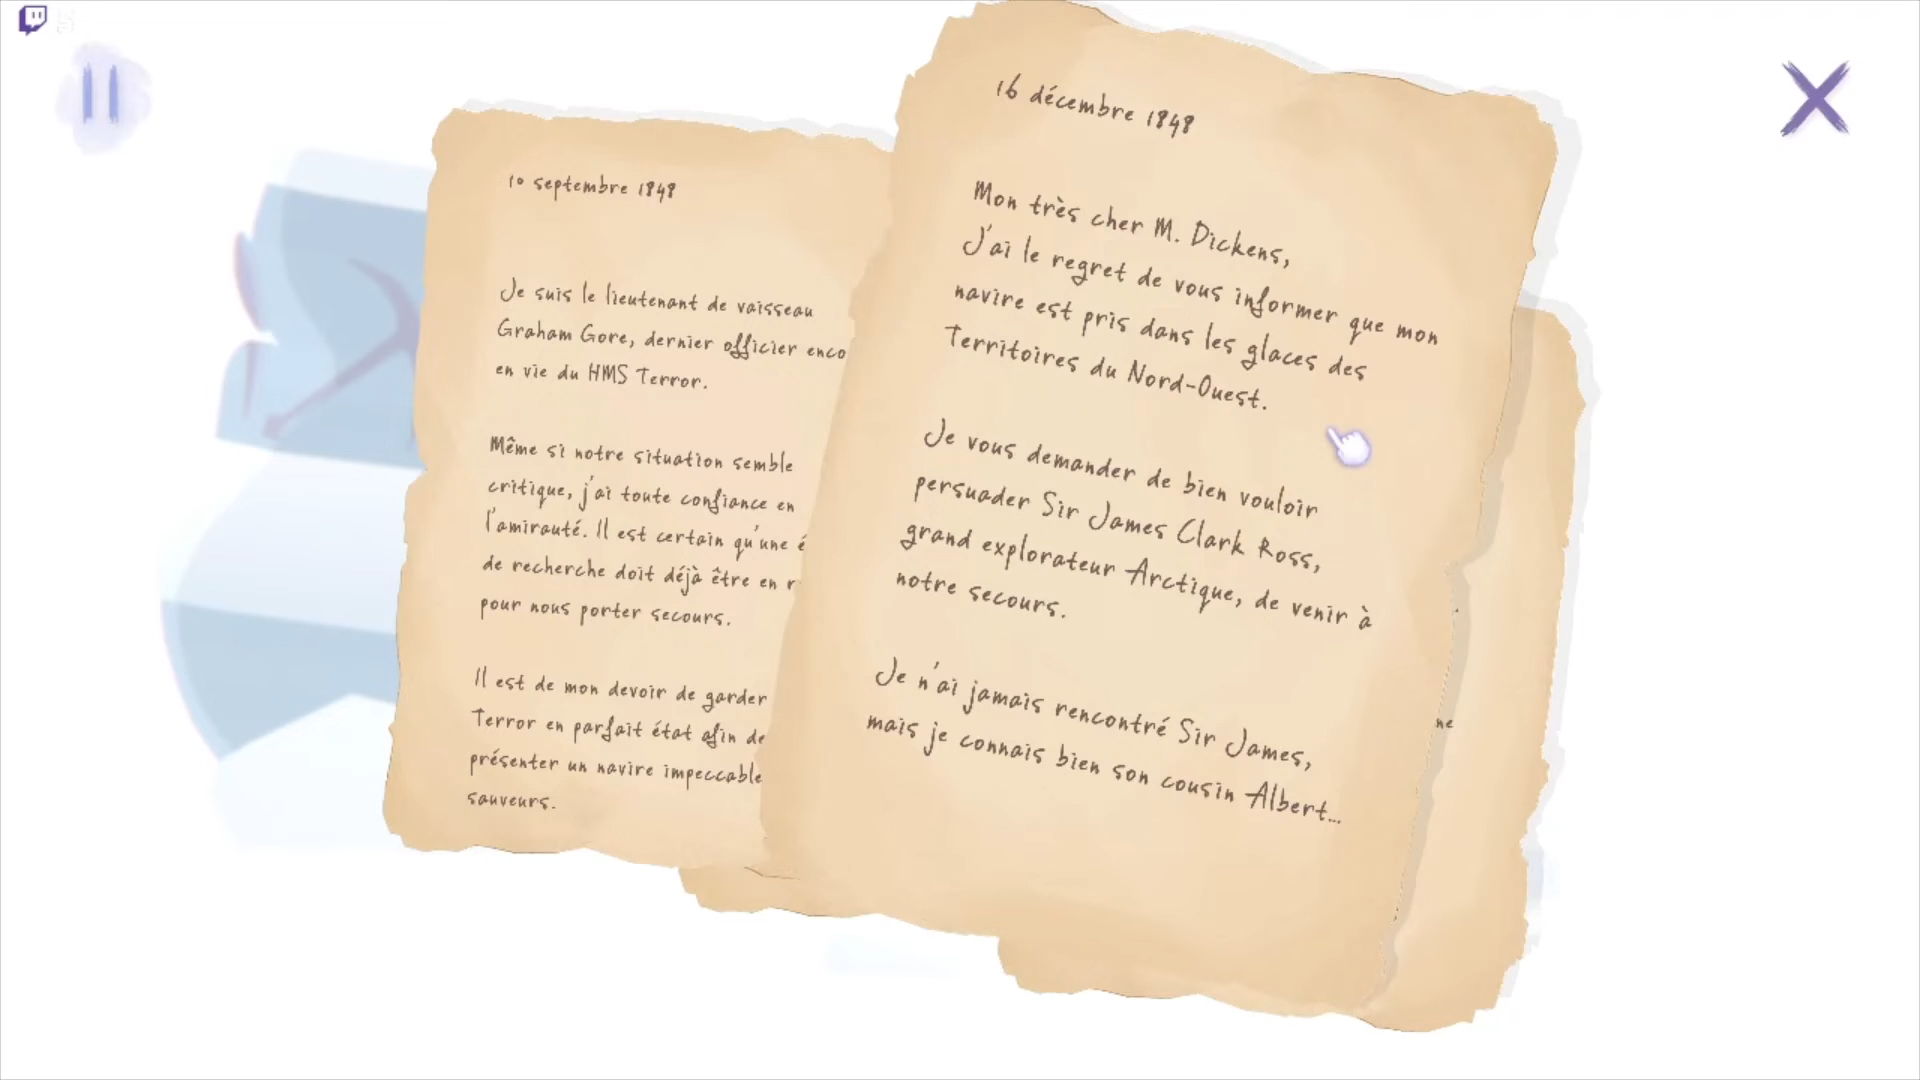 10 septembre 1848
Je suis le lieutenant de vaisseau
Graham Gore, dernier officier enco
en vie du HMS Terror.
Même si notre situation semble
critique, j'ai toute confiance en
l'amirauté. Il est certain qu'une é
de recherche doit déjà être en r
pour nous porter secours.
Il est de mon devoir de garder
Terror en parfait état afin de
présenter un navire impeccable
sauveurs.
16 décembre 1848
Mon très cher M. Dickens,
J'ai le regret de vous informer que mon
navire est pris dans les glaces des
Territoires du Nord-Ouest.
Je vous demander de bien vouloir
persuader Sir James Clark Ross,
grand explorateur Arctique, de venir à
notre secours.
Je n'ai jamais rencontré Sir James,
mais je connais bien son cousin Albert...
ne